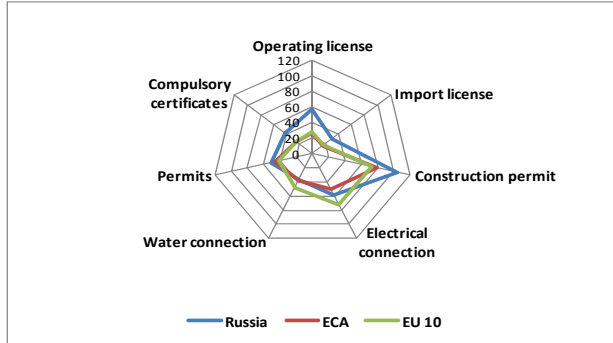 Operating license
120
100
80
60
40
20
0
Import license
Construction permit
Electrical
connection
Water connection
Permits
Compulsory
certificates
Russia
ECA
EU 10